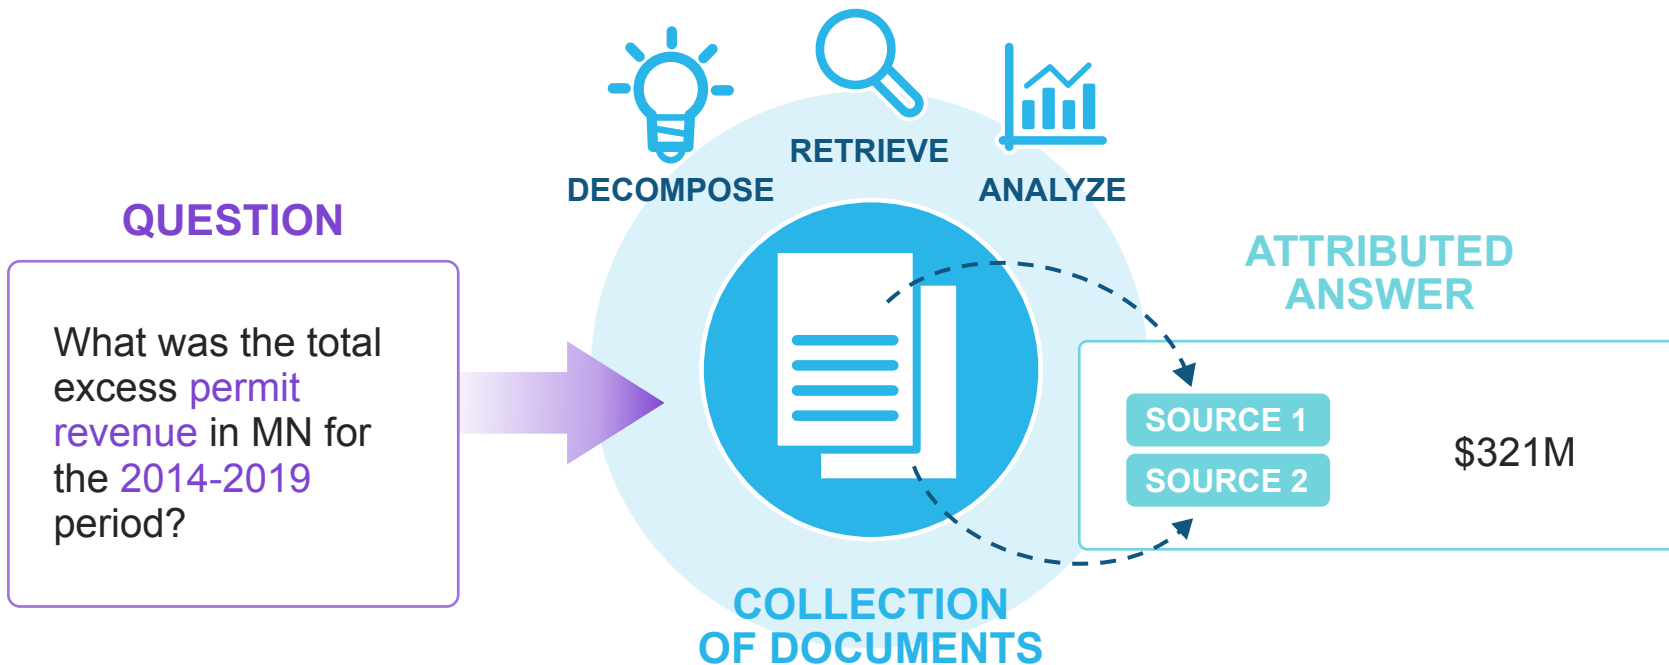 QUESTION
What was the total
excess permit
revenue in MN for
the 2014-2019
period?
DECOMPOSE
RETRIEVE
ANALYZE
COLLECTION
OF DOCUMENTS
ATTRIBUTED
ANSWER
SOURCE 1
SOURCE 2
$321M